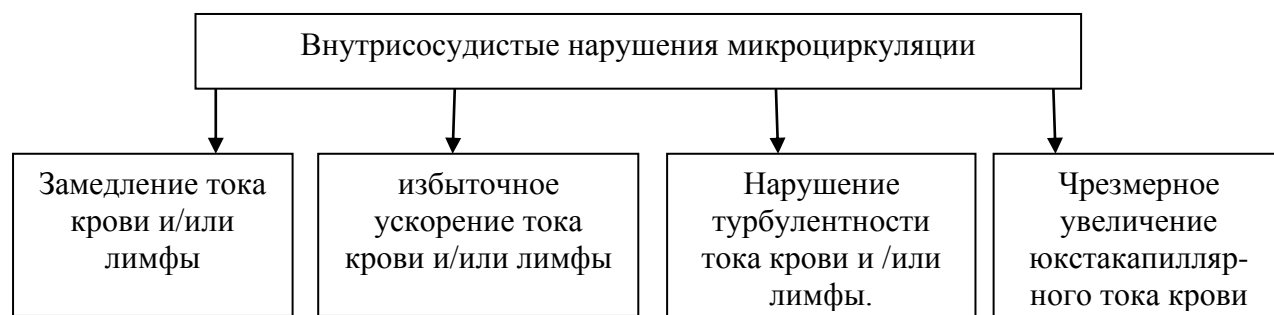 Внутрисосудистые нарушения микроциркуляции
Замедление тока
крови и/или
лимфы
избыточное
ускорение тока
крови и/или лимфы
Нарушение
турбулентности
тока крови и /или
лимфы.
Чрезмерное
увеличение
юкстакапилляр-
ного тока крови